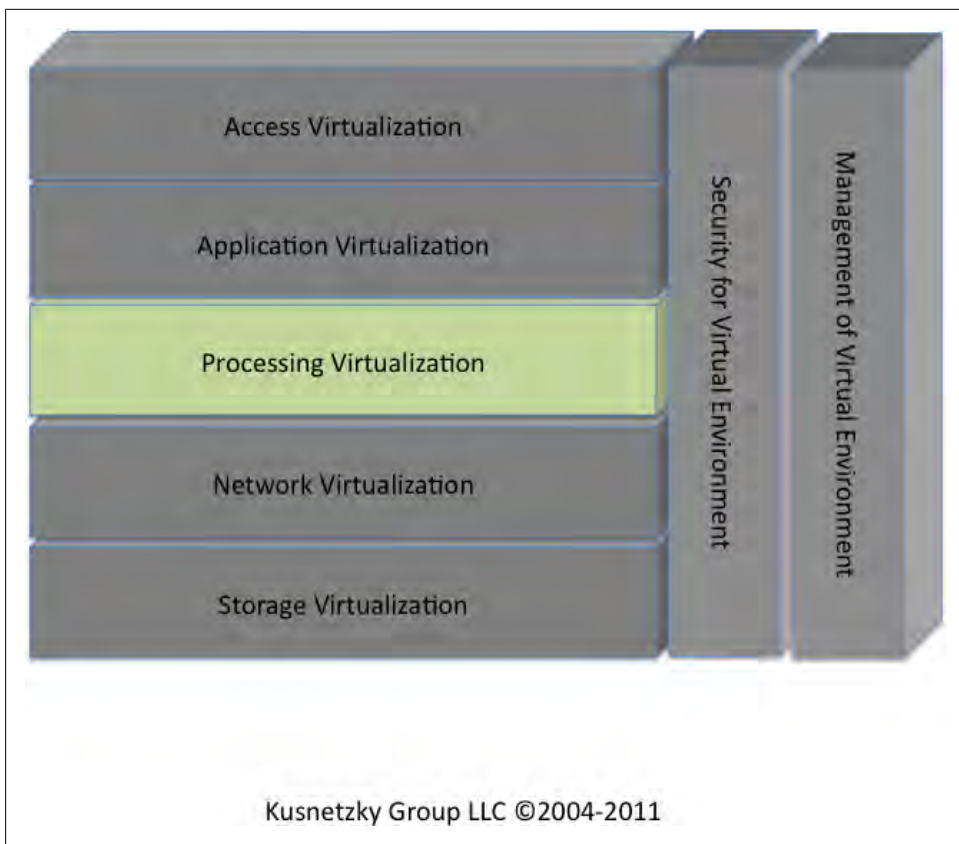 Access Virtualization
Application Virtualization
Processing Virtualization
Network Virtualization
Storage Virtualization
Security for Virtual Environment
Management of Virtual Environment
Kusnetzky Group LLC ©2004-2011